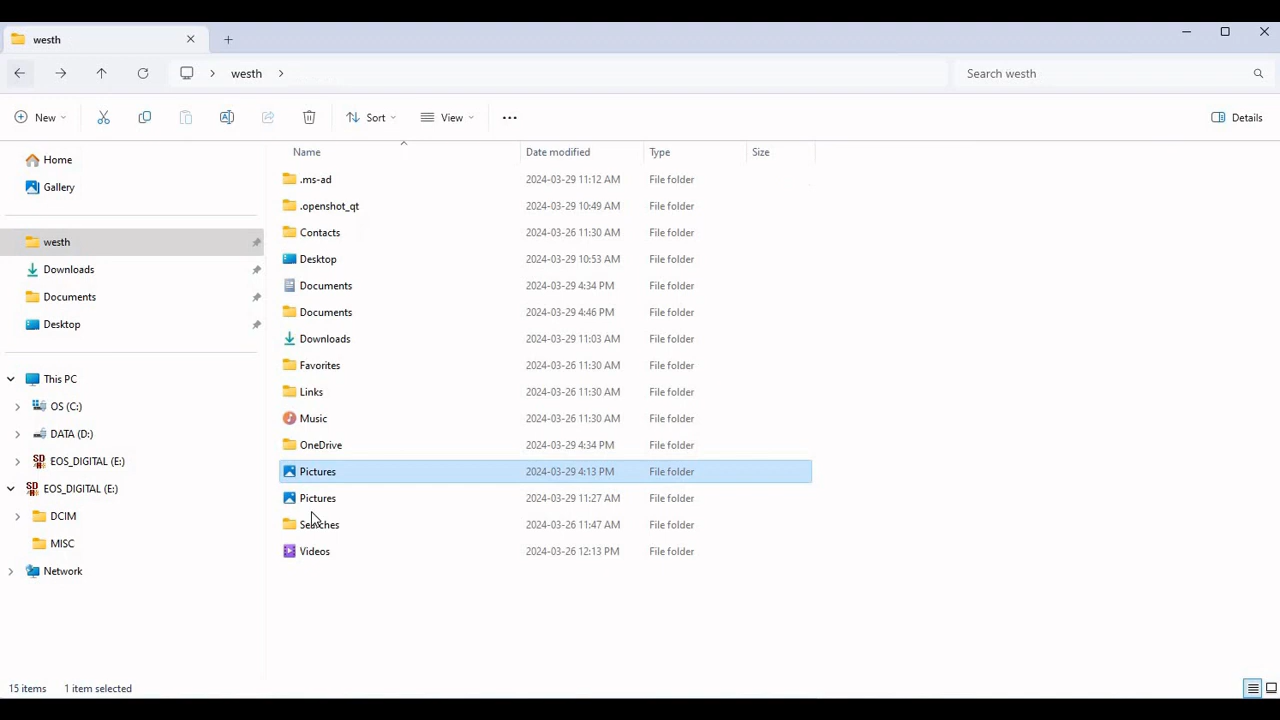 westh
westh
Search westh
New
Sort
View
Details
Home
Gallery
westh
Downloads
Documents
Desktop
This PC
OS (C:)
DATA (D:)
EOS_DIGITAL (E:)
EOS_DIGITAL (E:)
DCIM
MISC
Network
Name Date modified Type Size
.ms-ad 2024-03-29 11:12 AM File folder
.openshot_qt 2024-03-29 10:49 AM File folder
Contacts 2024-03-26 11:30 AM File folder
Desktop 2024-03-29 10:53 AM File folder
Documents 2024-03-29 4:34 PM File folder
Documents 2024-03-29 4:46 PM File folder
Downloads 2024-03-29 11:03 AM File folder
Favorites 2024-03-26 11:30 AM File folder
Links 2024-03-26 11:30 AM File folder
Music 2024-03-26 11:30 AM File folder
OneDrive 2024-03-29 4:34 PM File folder
Pictures 2024-03-29 4:13 PM File folder
Pictures 2024-03-29 11:27 AM File folder
Searches 2024-03-26 11:47 AM File folder
Videos 2024-03-26 12:13 PM File folder
15 items 1 item selected